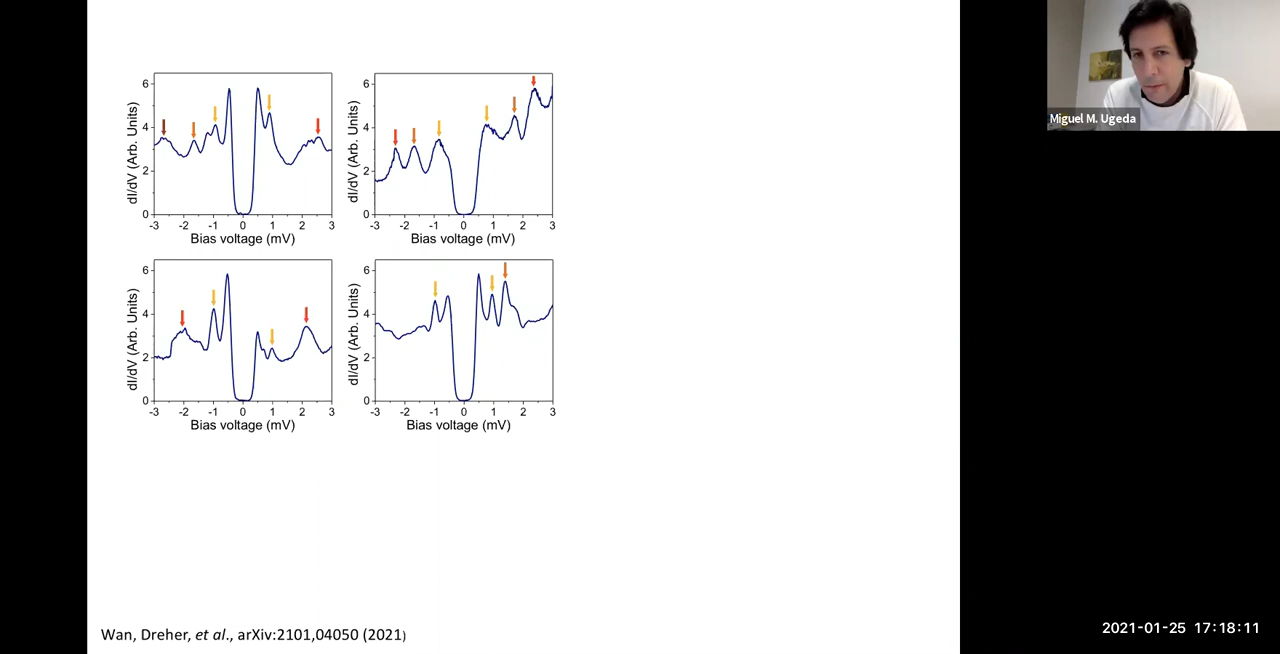 6
4
2
0
-3 -2 -1 0 1 2 3
Bias voltage (mV)
dI/dV (Arb. Units)
6
4
2
0
-3 -2 -1 0 1 2 3
Bias voltage (mV)
dI/dV (Arb. Units)
6
4
2
0
-3 -2 -1 0 1 2 3
Bias voltage (mV)
dI/dV (Arb. Units)
6
4
2
0
-3 -2 -1 0 1 2 3
Bias voltage (mV)
dI/dV (Arb. Units)
Miguel M. Ugeda
2021-01-25 17:18:11
Wan, Dreher, et al., arXiv:2101,04050 (2021)